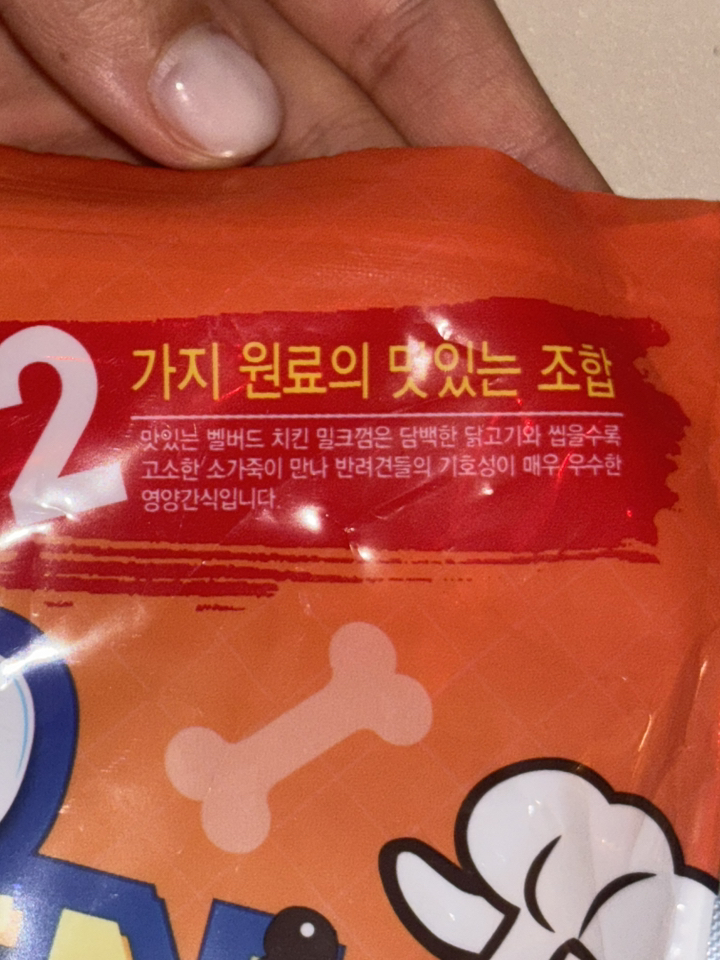 2가지 원료의 맛있는 조합
맛있는 벨버드 치킨 밀크껌은 담백한 닭고기와 씹을수록
고소한 소가죽이 만나 반려견들의 기호성이 매우 우수한
영양간식입니다.